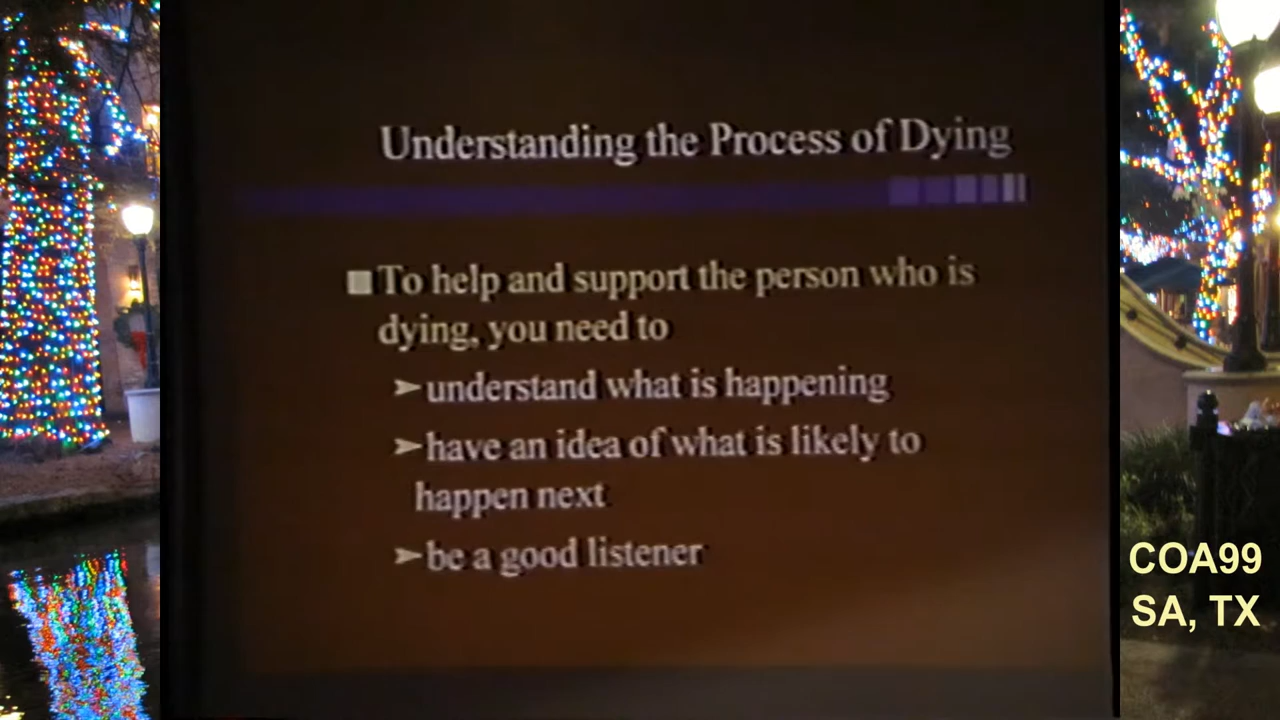 Understanding the Process of Dying
To help and support the person who is
dying, you need to
understand what is happening
have an idea of what is likely to
happen next
be a good listener
COA99
SA, TX